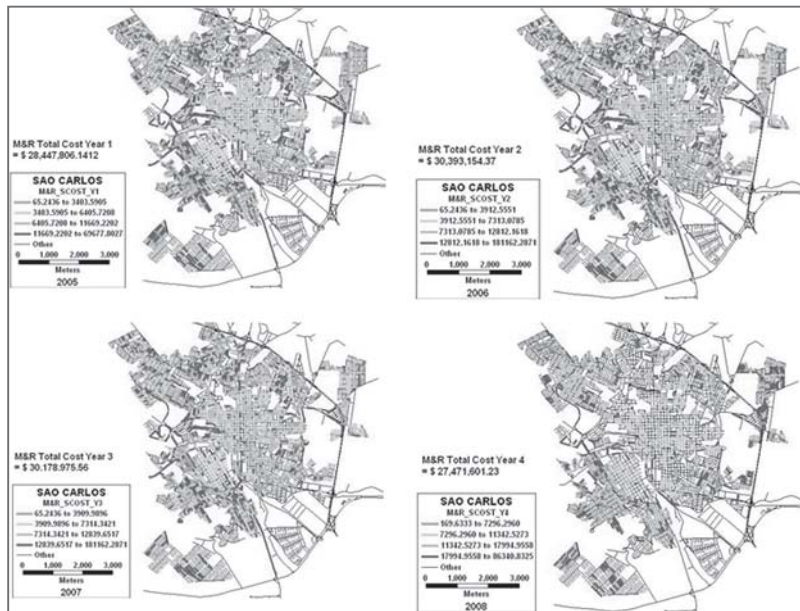 M&R Total Cost Year 1
= $ 28,447,806.1412
SAO CARLOS
M&R_SCOST_Y1
65.2436 to 3403.5905
3403.5905 to 6405.7208
6405.7208 to 11669.2202
11669.2202 to 69677.8027
Other
0 1,000 2,000 3,000
Meters
2005
M&R Total Cost Year 2
= $ 30,393,154.37
SAO CARLOS
M&R_SCOST_Y2
65.2436 to 3912.5551
3912.5551 to 7313.0785
7313.0785 to 12812.1618
12812.1618 to 181162.2871
Other
0 1,000 2,000 3,000
Meters
2006
M&R Total Cost Year 3
= $ 30.178.975.56
SAO CARLOS
M&R_SCOST_Y3
65.2436 to 3909.9896
3909.9896 to 7314.3421
7314.3421 to 12839.6517
12839.6517 to 181162.2871
Other
0 1,000 2,000 3,000
Meters
2007
M&R Total Cost Year 4
= $ 27,471,601.23
SAO CARLOS
M&R_SCOST_Y4
169.6333 to 7296.2960
7296.2960 to 11342.5273
11342.5273 to 17994.9558
17994.9558 to 86380.8325
Other
0 1,000 2,000 3,000
Meters
2008